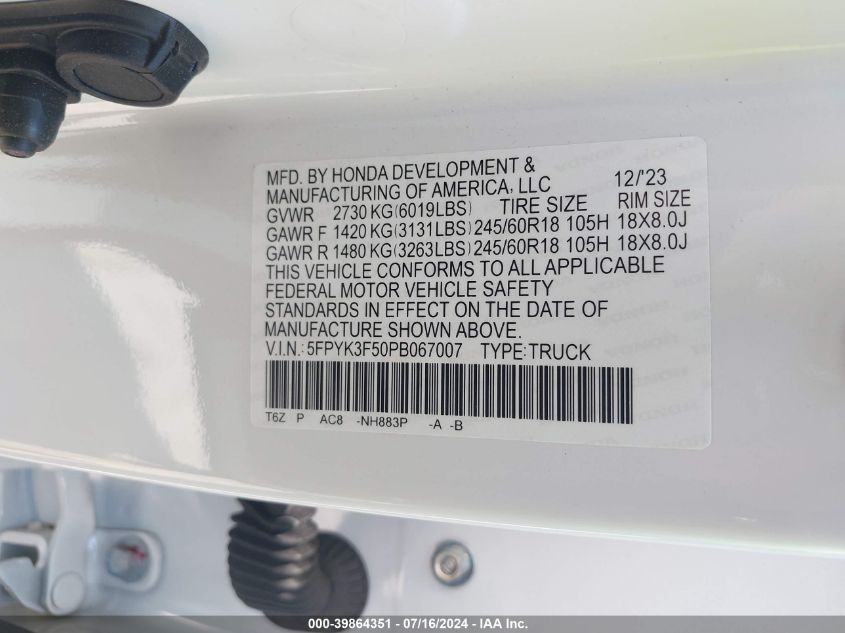 MFD. BY HONDA DEVELOPMENT &
MANUFACTURING OF AMERICA, LLC 12/'23
GVWR 2730 KG(6019LBS) TIRE SIZE RIM SIZE
GAWR F 1420 KG(3131LBS) 245/60R18 105H 18X8.0J
GAWR R 1480 KG(3263LBS) 245/60R18 105H 18X8.0J
THIS VEHICLE CONFORMS TO ALL APPLICABLE
FEDERAL MOTOR VEHICLE SAFETY
STANDARDS IN EFFECT ON THE DATE OF
MANUFACTURE SHOWN ABOVE.
V.I.N.: 5FPYK3F50PB067007 TYPE:TRUCK
T6Z P AC8 -NH883P -A -B
000-39864351 - 07/16/2024 - IAA Inc.